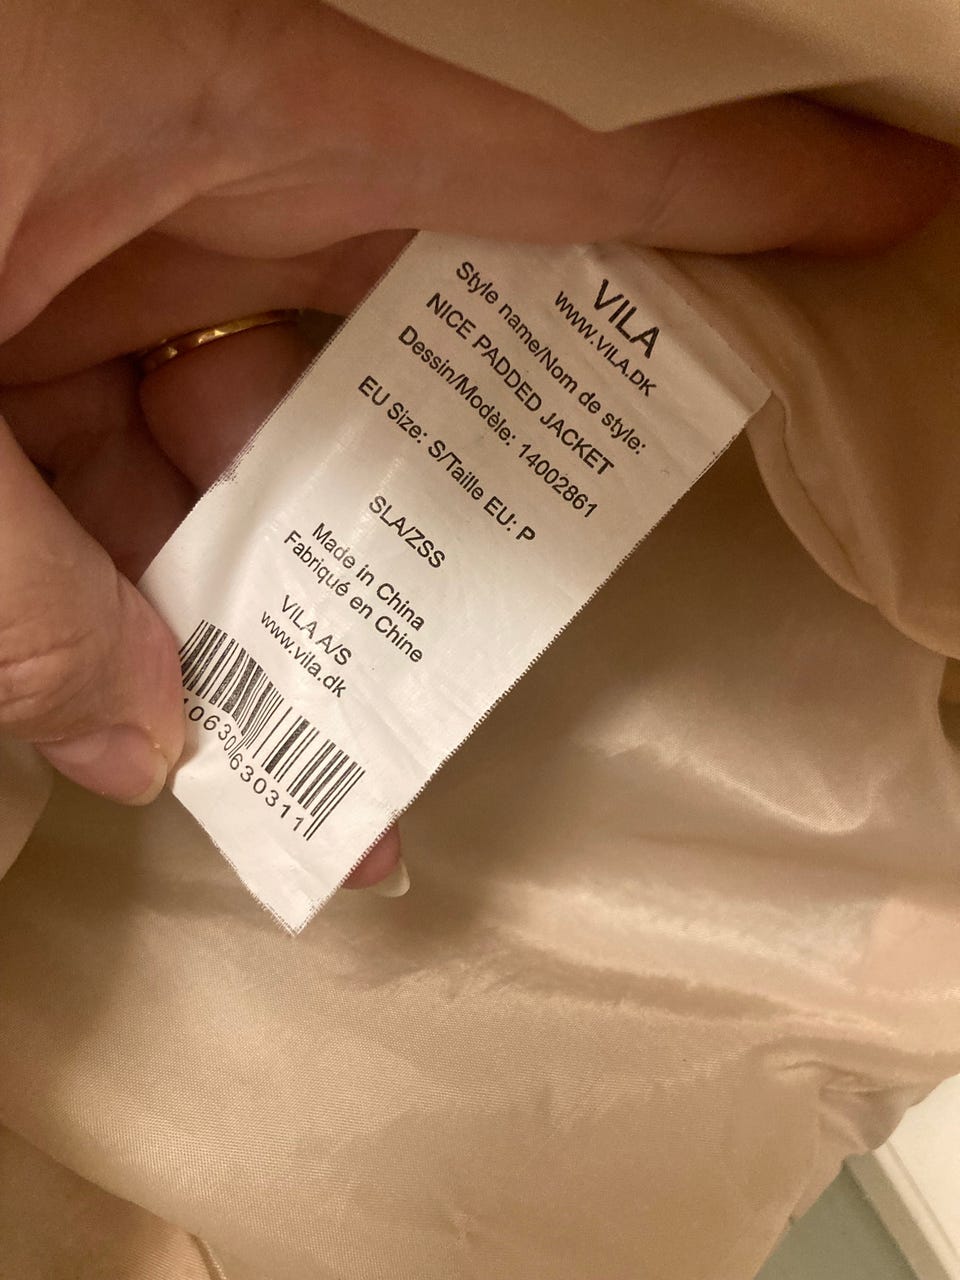 VILA
WWW.VILA.DK
Style name/Nom de style:
NICE PADDED JACKET
Dessin/Modèle: 14002861
EU Size: S/Taille EU: P
SLA/ZSS
Made in China
Fabriqué en Chine
VILA A/S
www.vila.dk
10630630311